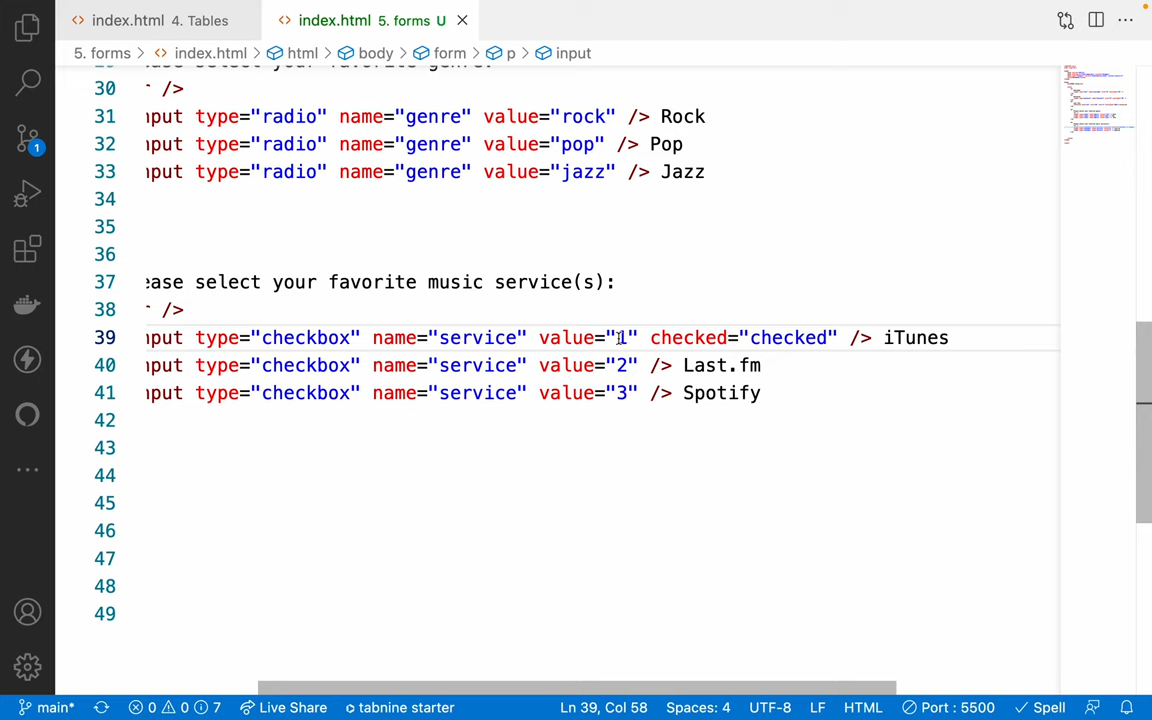 index.html 4. Tables
index.html 5. forms U
5. forms > index.html > html > body > form > p > input
ease select your favorite genre:
30 />
31 nput type="radio" name="genre" value="rock" /> Rock
32 nput type="radio" name="genre" value="pop" /> Pop
33 nput type="radio" name="genre" value="jazz" /> Jazz
34
35
36
37 ease select your favorite music service(s):
38 />
39 nput type="checkbox" name="service" value="1" checked="checked" /> iTunes
40 nput type="checkbox" name="service" value="2" /> Last.fm
41 nput type="checkbox" name="service" value="3" /> Spotify
42
43
44
45
46
47
48
49
1
main* 0 0 7 Live Share tabnine starter Ln 39, Col 58 Spaces: 4 UTF-8 LF HTML Port : 5500 Spell